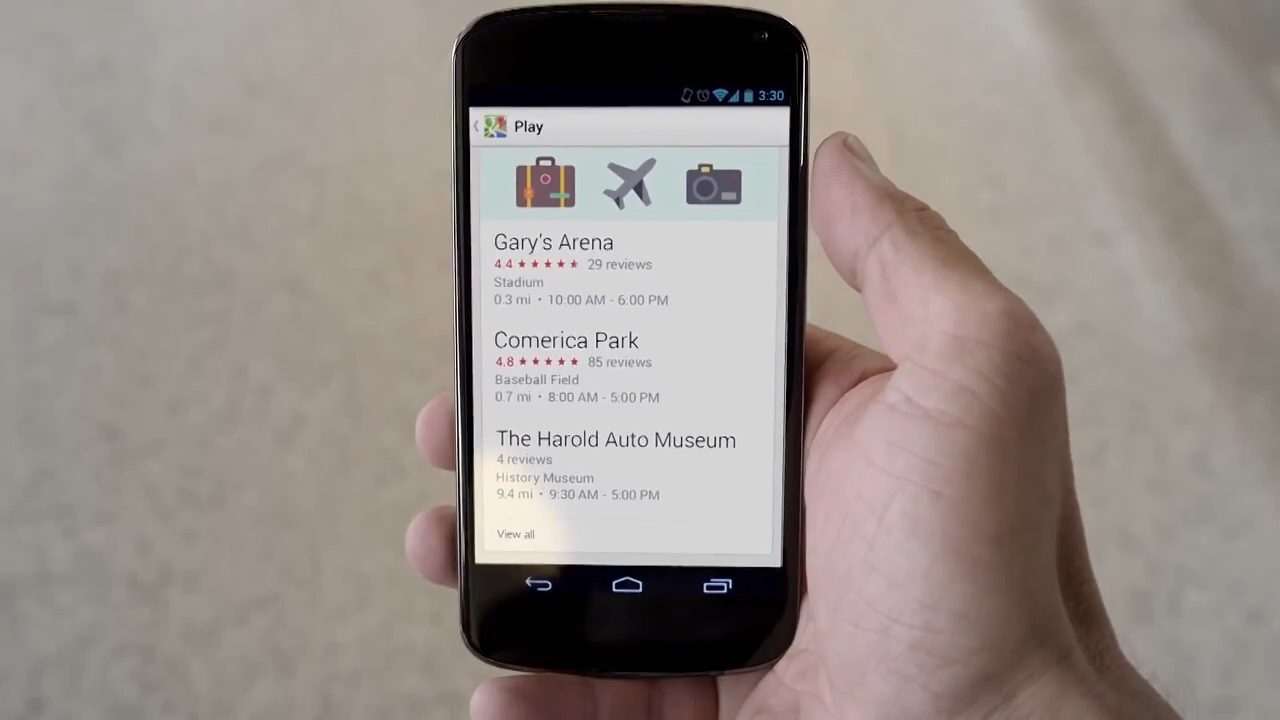 3:30
Play
Gary's Arena
4.4 29 reviews
Stadium
0.3 mi · 10:00 AM - 6:00 PM
Comerica Park
4.8 85 reviews
Baseball Field
0.7 mi · 8:00 AM - 5:00 PM
The Harold Auto Museum
4 reviews
History Museum
9.4 mi · 9:30 AM - 5:00 PM
View all